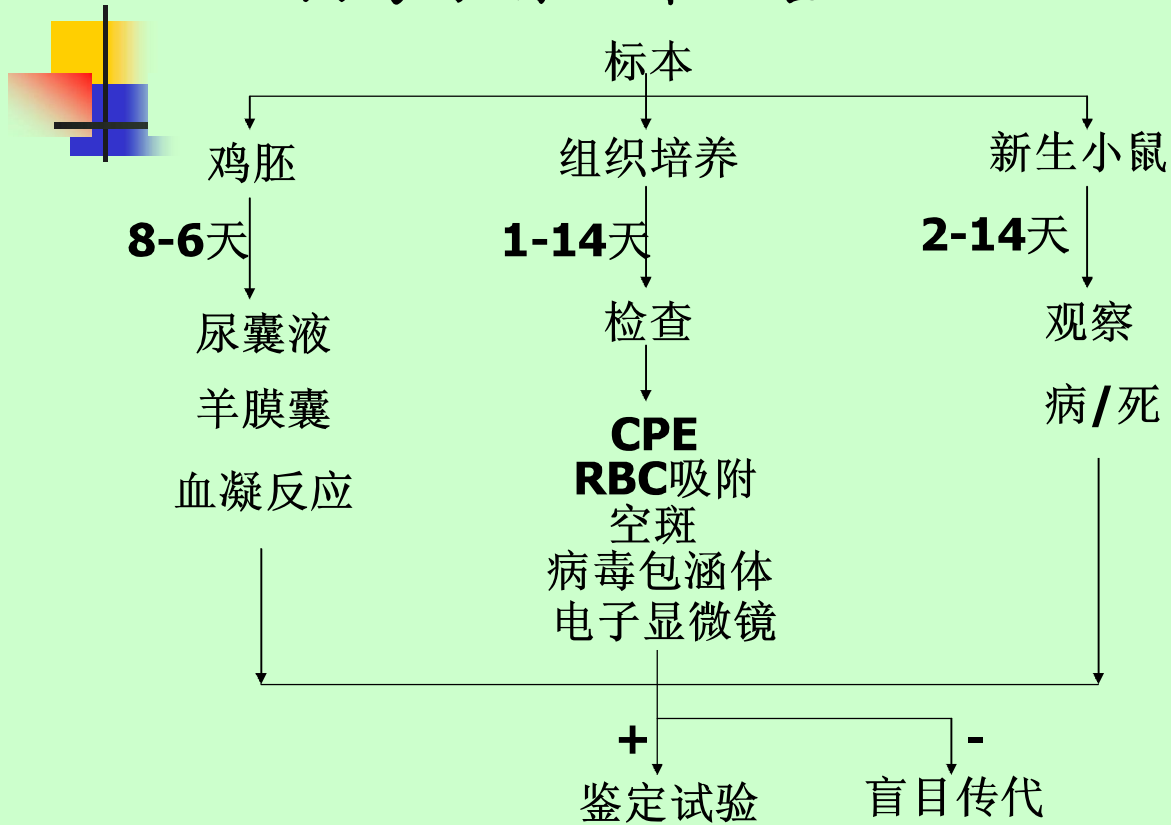 标本
鸡胚
组织培养
新生小鼠
8-6天
1-14天
2-14天
尿囊液
检查
观察
羊膜囊
病/死
血凝反应
CPE
RBC吸附
空斑
病毒包涵体
电子显微镜
+
-
鉴定试验
盲目传代